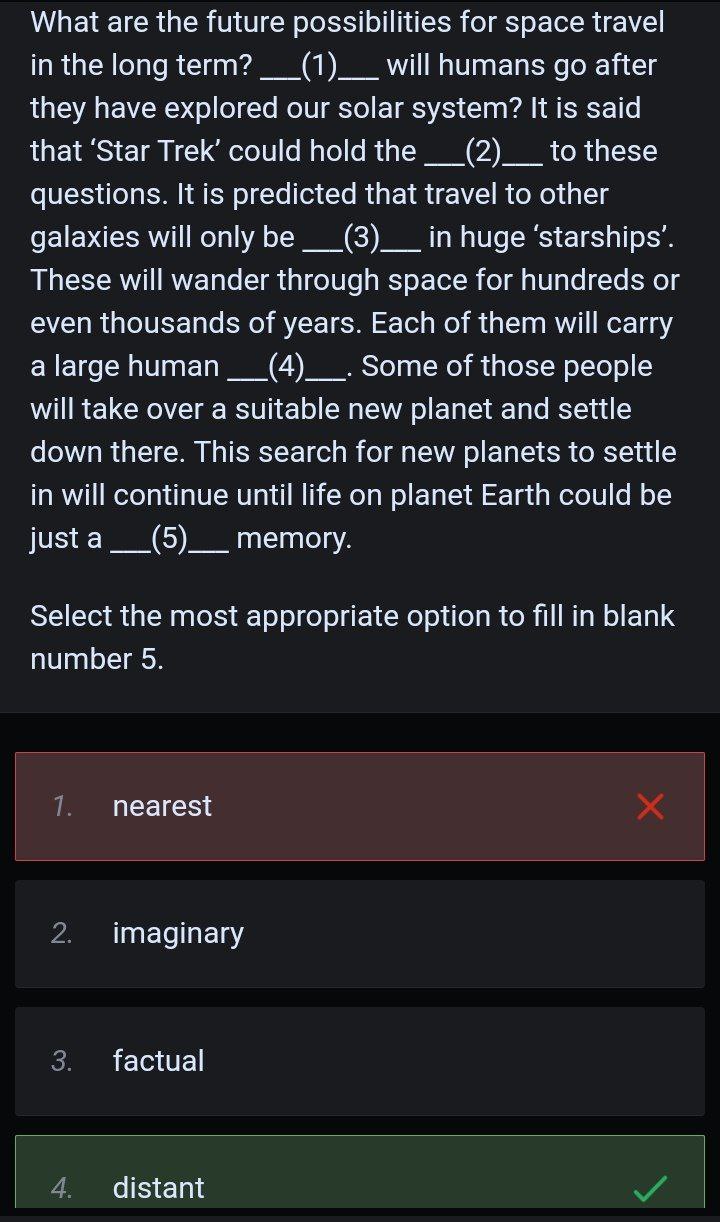 What are the future possibilities for space travel
in the long term? ___(1)___ will humans go after
they have explored our solar system? It is said
that ‘Star Trek’ could hold the ___(2)___ to these
questions. It is predicted that travel to other
galaxies will only be ___(3)___ in huge ‘starships’.
These will wander through space for hundreds or
even thousands of years. Each of them will carry
a large human ___(4)___. Some of those people
will take over a suitable new planet and settle
down there. This search for new planets to settle
in will continue until life on planet Earth could be
just a ___(5)___ memory.
Select the most appropriate option to fill in blank
number 5.
1. nearest
2. imaginary
3. factual
4. distant